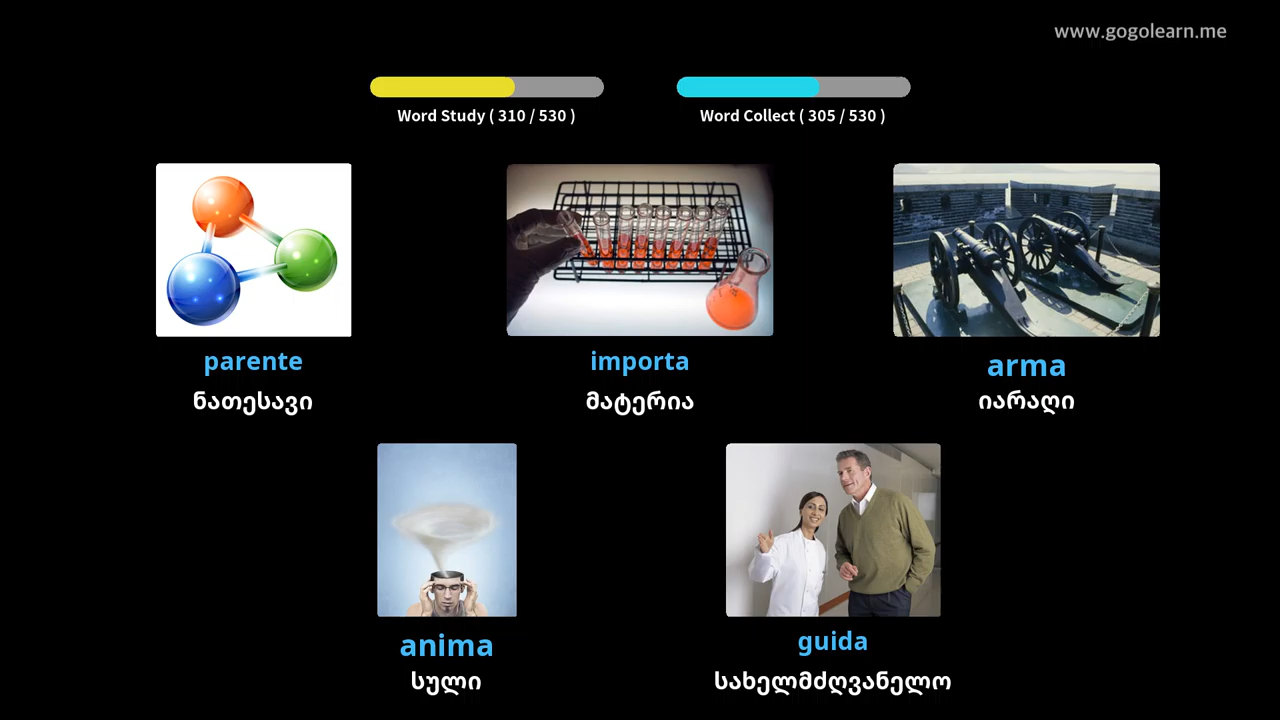 www.gogolearn.me
Word Study ( 310 / 530 )
Word Collect ( 305 / 530 )
parente
ნათესავი
importa
მატერია
arma
იარაღი
anima
სული
guida
სახელმძღვანელო